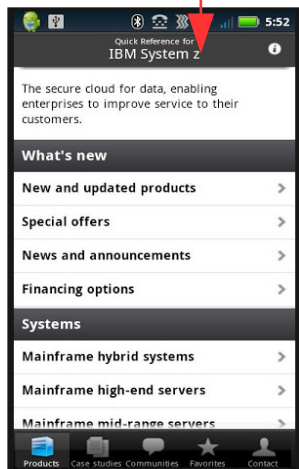 5:52
Quick Reference for
IBM System z
The secure cloud for data, enabling
enterprises to improve service to their
customers.
What's new
New and updated products
Special offers
News and announcements
Financing options
Systems
Mainframe hybrid systems
Mainframe high-end servers
Mainframe mid-range servers
Products Case studies Communities Favorites Contact